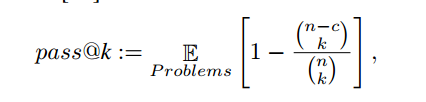 pass@k := 𝔼_{Problems} [1 − \binom{n−c}{k} / \binom{n}{k}] ,